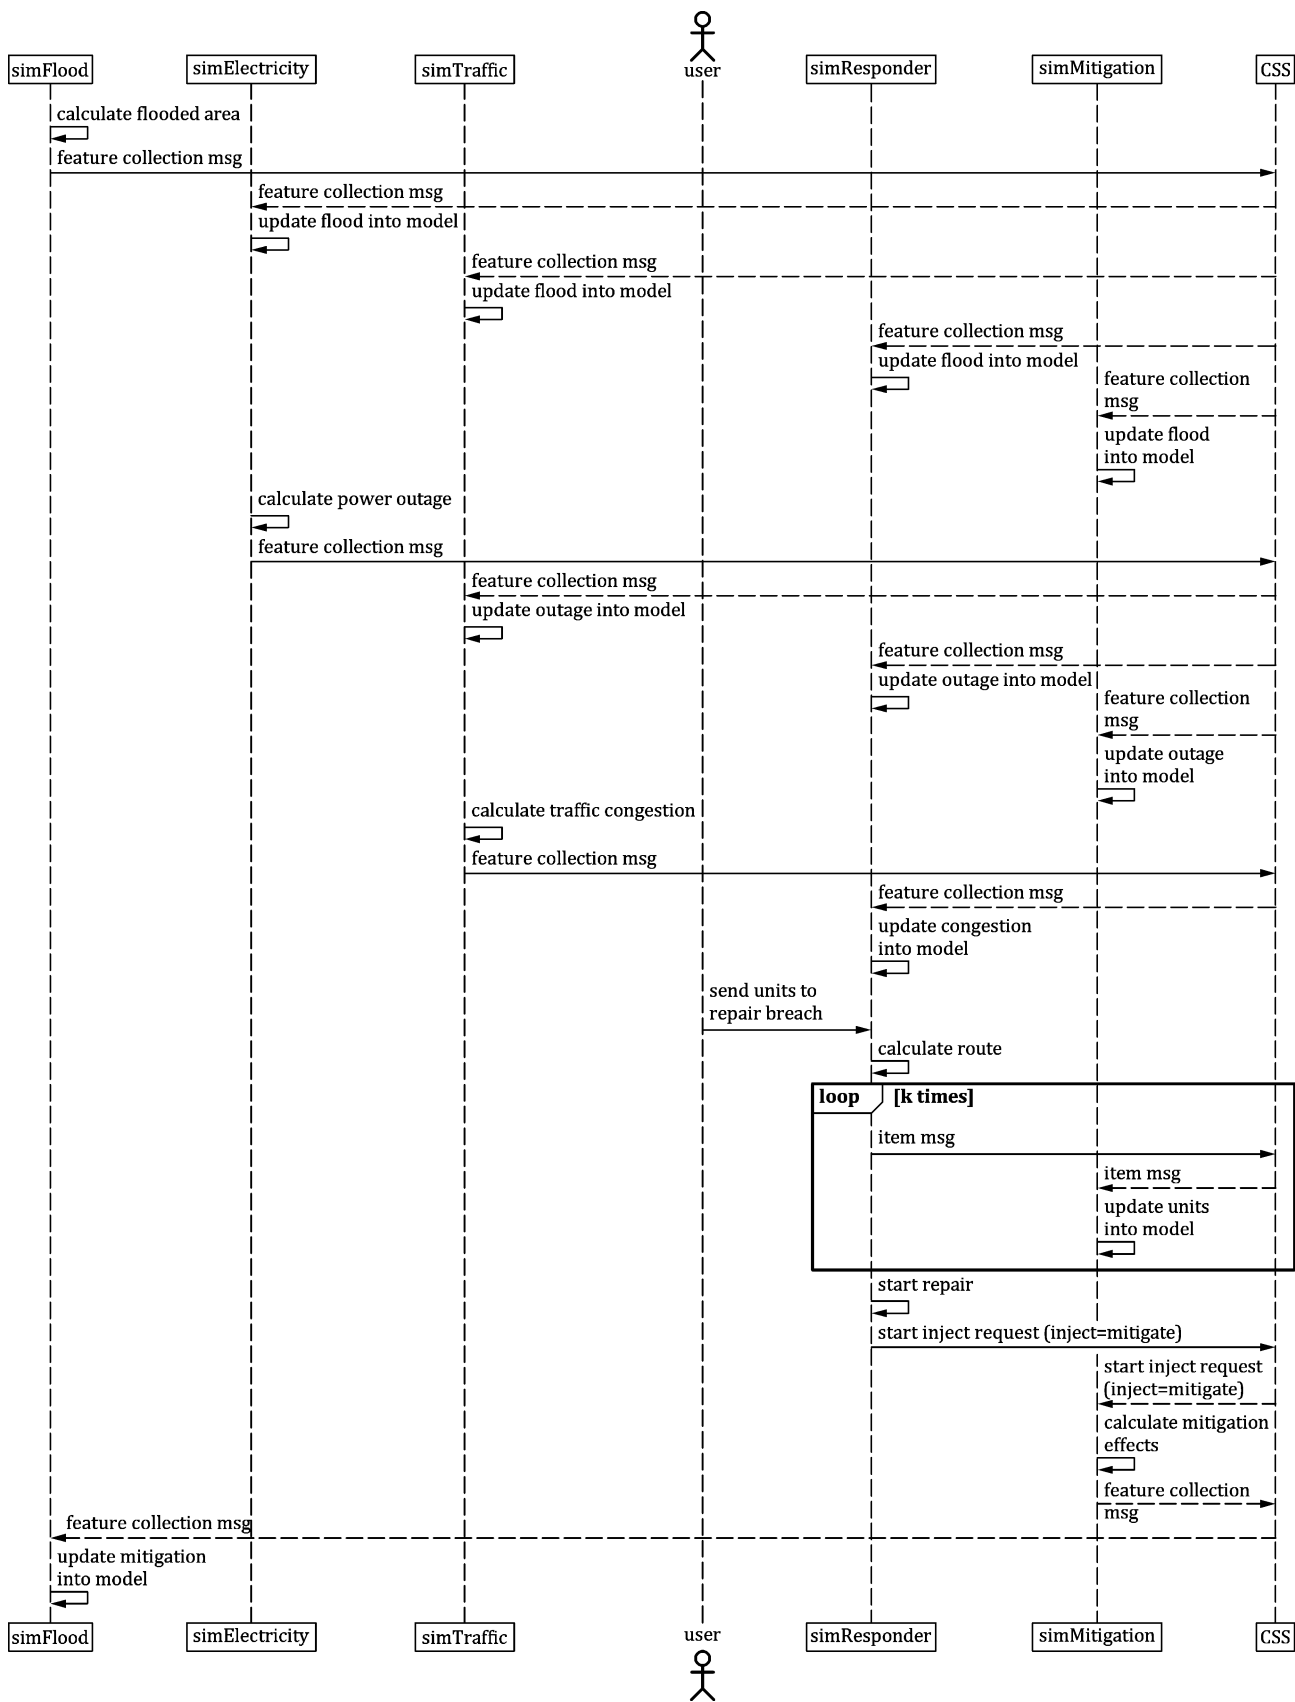 simFlood
simElectricity
simTraffic
user
simResponder
simMitigation
CSS
calculate flooded area
feature collection msg
feature collection msg
update flood into model
feature collection msg
update flood into model
feature collection msg
update flood into model
feature collection
msg
update flood
into model
calculate power outage
feature collection msg
feature collection msg
update outage into model
feature collection msg
update outage into model
feature collection
msg
update outage
into model
calculate traffic congestion
feature collection msg
feature collection msg
update congestion
into model
send units to
repair breach
calculate route
loop
[k times]
item msg
item msg
update units
into model
start repair
start inject request (inject=mitigate)
start inject request
(inject=mitigate)
calculate mitigation
effects
feature collection
msg
feature collection msg
update mitigation
into model
simFlood
simElectricity
simTraffic
user
simResponder
simMitigation
CSS